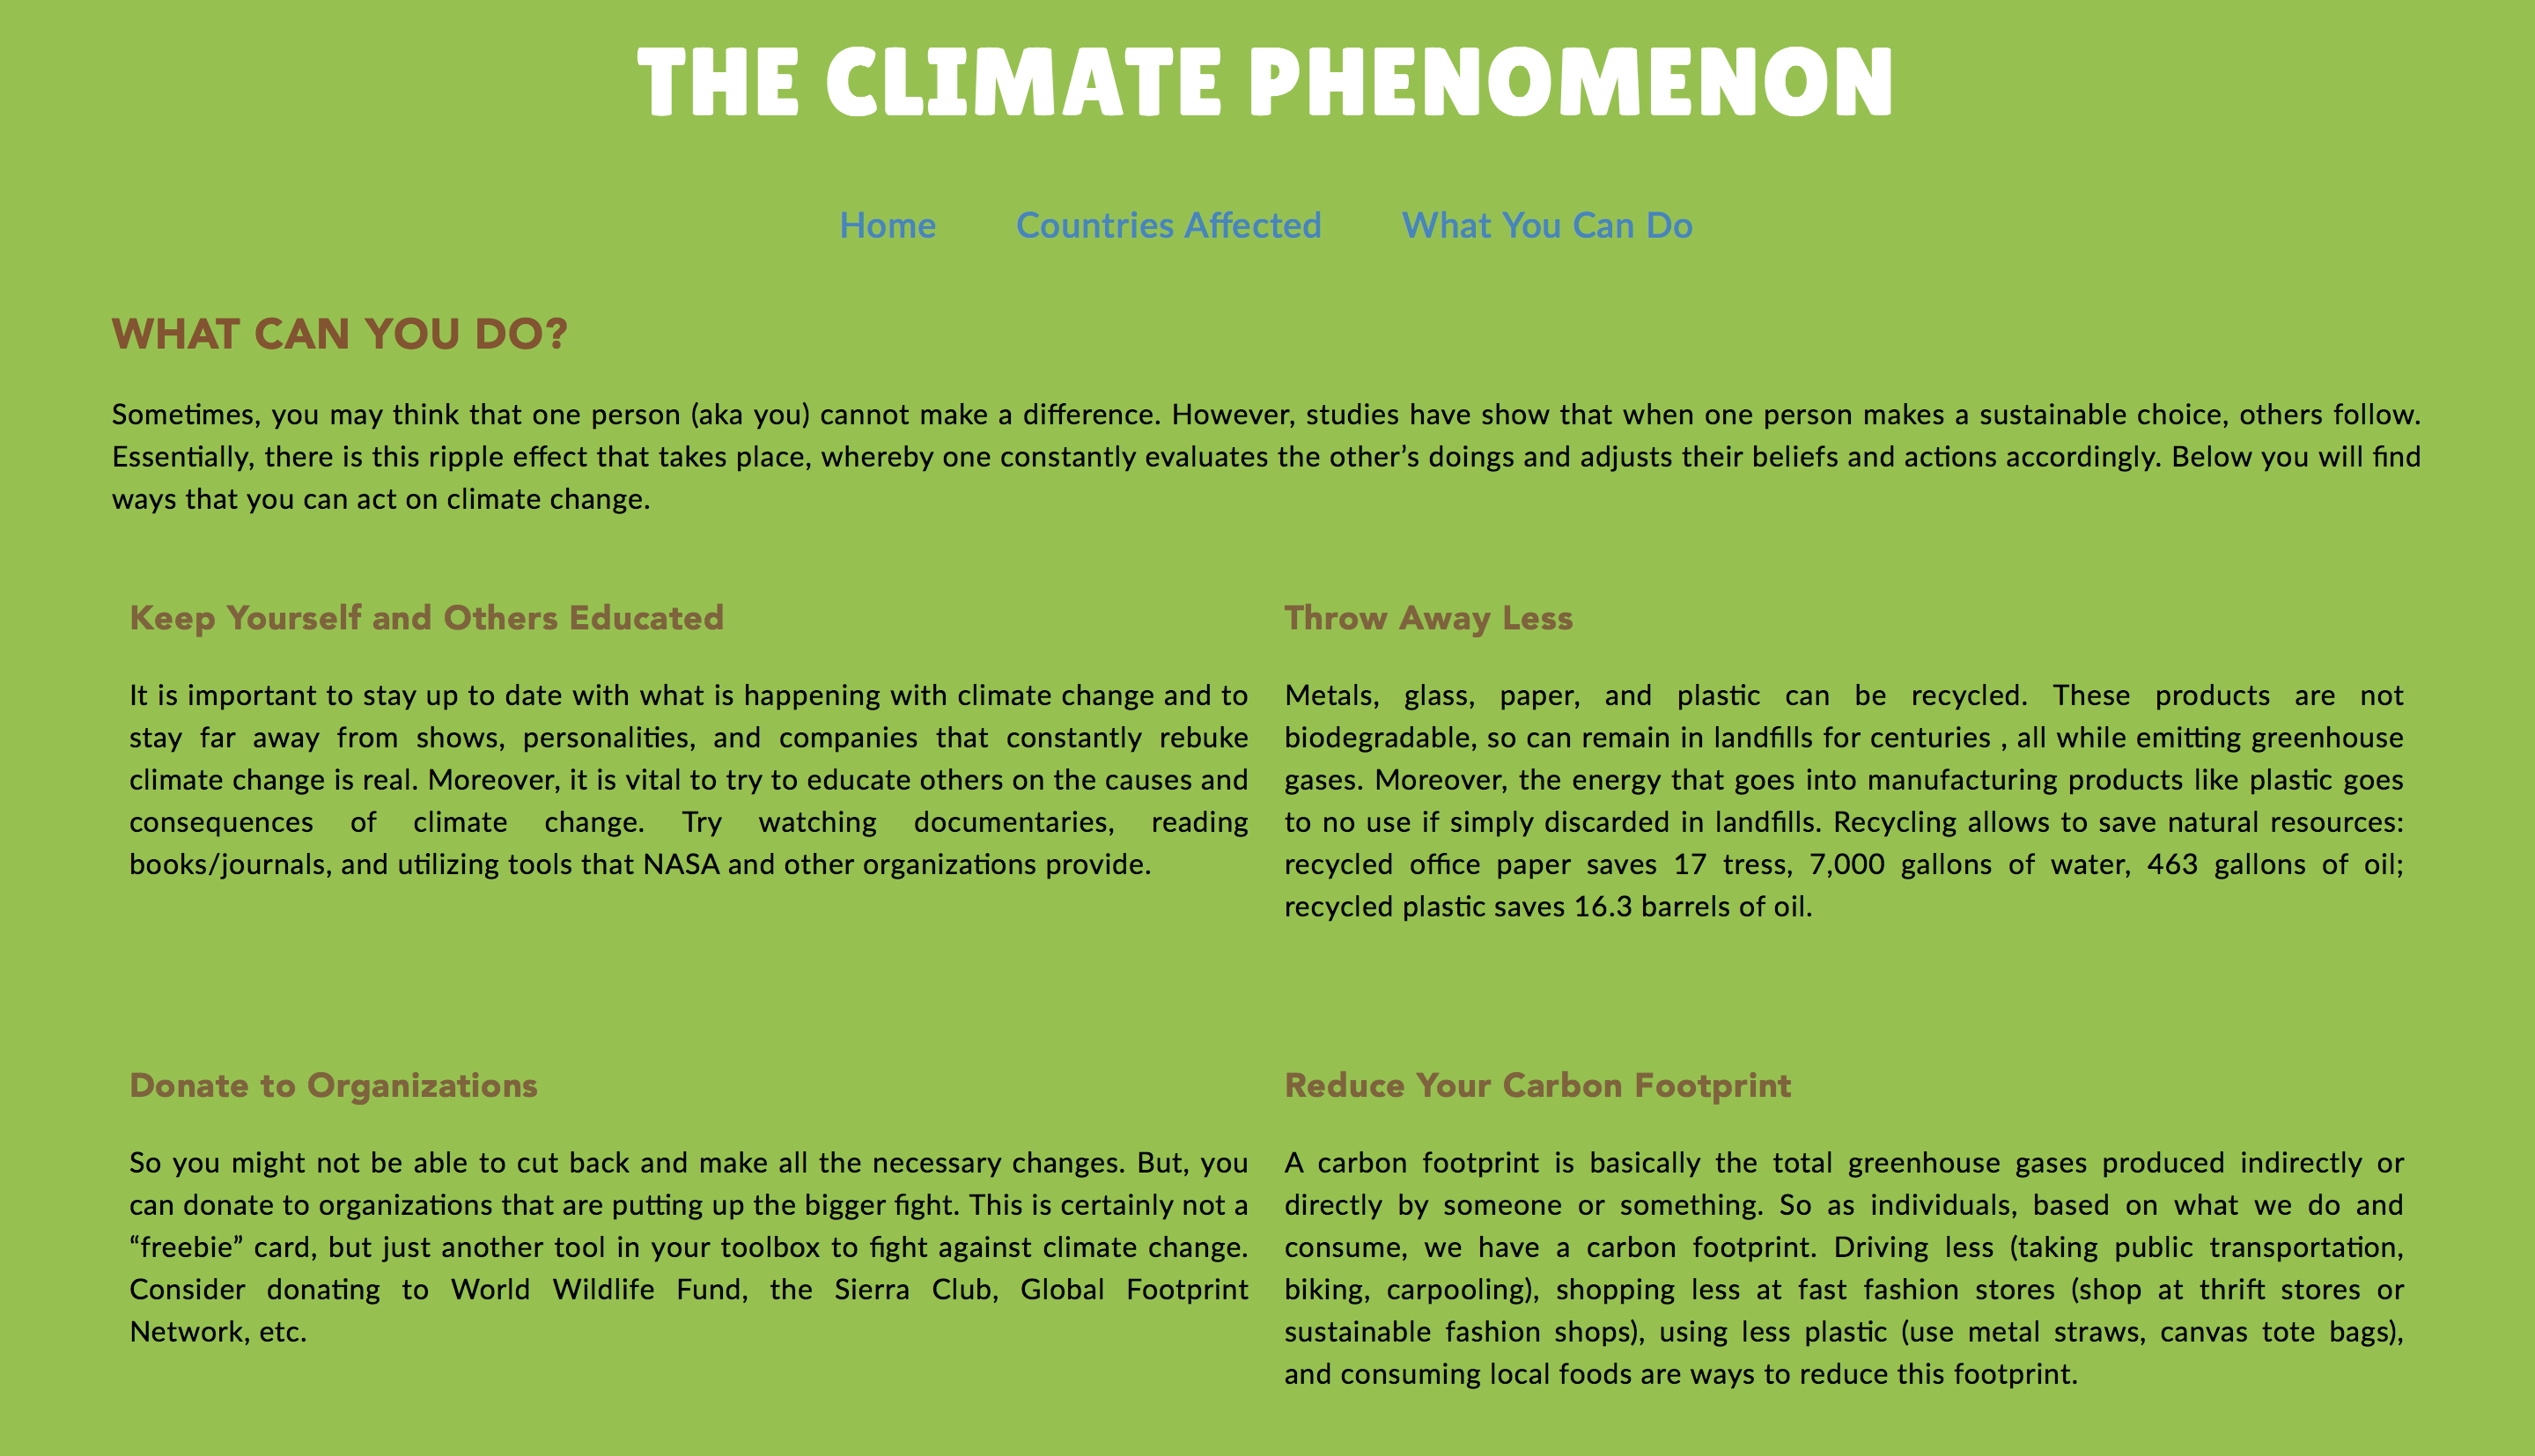 THE CLIMATE PHENOMENON
Home Countries Affected What You Can Do
WHAT CAN YOU DO?
Sometimes, you may think that one person (aka you) cannot make a difference. However, studies have show that when one person makes a sustainable choice, others follow.
Essentially, there is this ripple effect that takes place, whereby one constantly evaluates the other’s doings and adjusts their beliefs and actions accordingly. Below you will find
ways that you can act on climate change.
Keep Yourself and Others Educated
It is important to stay up to date with what is happening with climate change and to
stay far away from shows, personalities, and companies that constantly rebuke
climate change is real. Moreover, it is vital to try to educate others on the causes and
consequences of climate change. Try watching documentaries, reading
books/journals, and utilizing tools that NASA and other organizations provide.
Throw Away Less
Metals, glass, paper, and plastic can be recycled. These products are not
biodegradable, so can remain in landfills for centuries , all while emitting greenhouse
gases. Moreover, the energy that goes into manufacturing products like plastic goes
to no use if simply discarded in landfills. Recycling allows to save natural resources:
recycled office paper saves 17 tress, 7,000 gallons of water, 463 gallons of oil;
recycled plastic saves 16.3 barrels of oil.
Donate to Organizations
So you might not be able to cut back and make all the necessary changes. But, you
can donate to organizations that are putting up the bigger fight. This is certainly not a
“freebie” card, but just another tool in your toolbox to fight against climate change.
Consider donating to World Wildlife Fund, the Sierra Club, Global Footprint
Network, etc.
Reduce Your Carbon Footprint
A carbon footprint is basically the total greenhouse gases produced indirectly or
directly by someone or something. So as individuals, based on what we do and
consume, we have a carbon footprint. Driving less (taking public transportation,
biking, carpooling), shopping less at fast fashion stores (shop at thrift stores or
sustainable fashion shops), using less plastic (use metal straws, canvas tote bags),
and consuming local foods are ways to reduce this footprint.